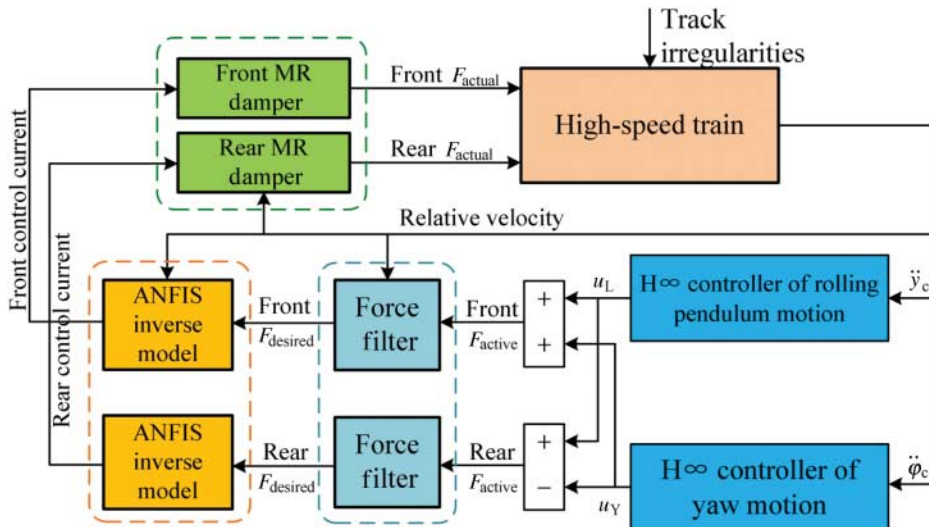 Track
irregularities
Front MR
damper
Front F_actual
High-speed train
Rear MR
damper
Rear F_actual
Front control current
Rear control current
Relative velocity
ANFIS
inverse
model
Front
F_desired
Force
filter
Front
F_active
+
+
u_L
H∞ controller of rolling
pendulum motion
ÿ_c
ANFIS
inverse
model
Rear
F_desired
Force
filter
Rear
F_active
+
−
u_Y
H∞ controller of
yaw motion
φ̈_c